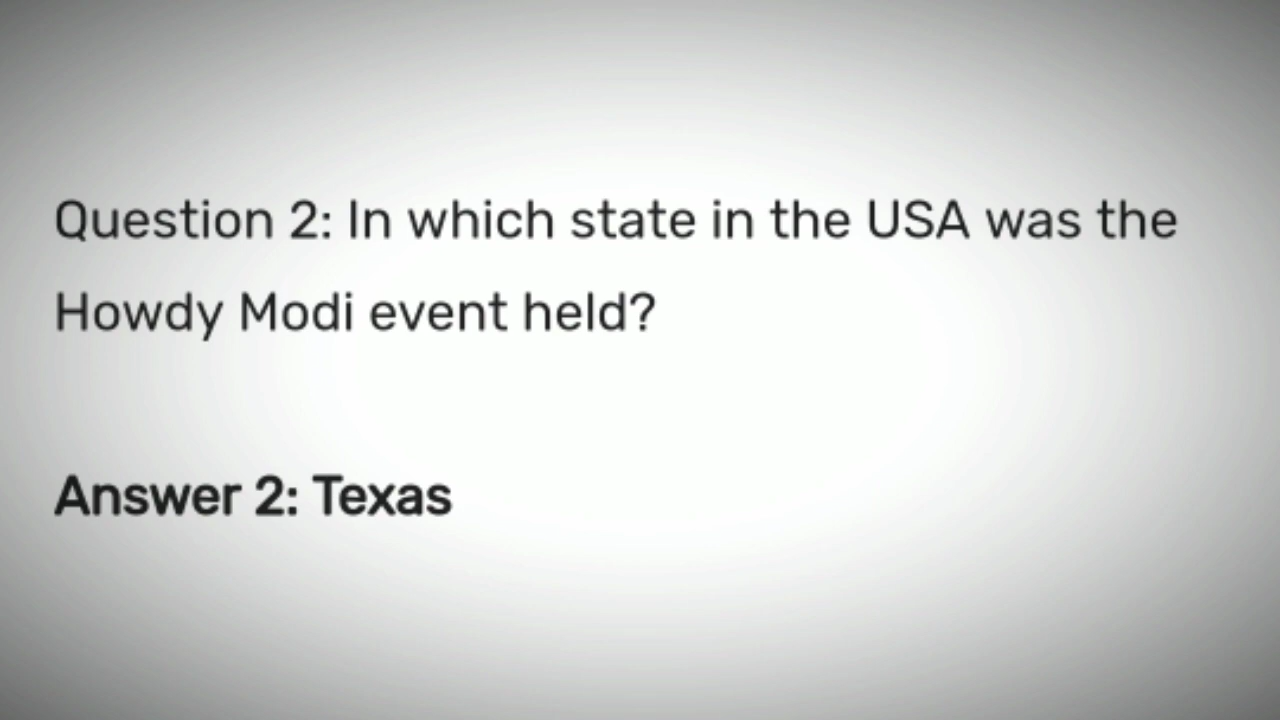 Question 2: In which state in the USA was the
Howdy Modi event held?
Answer 2: Texas